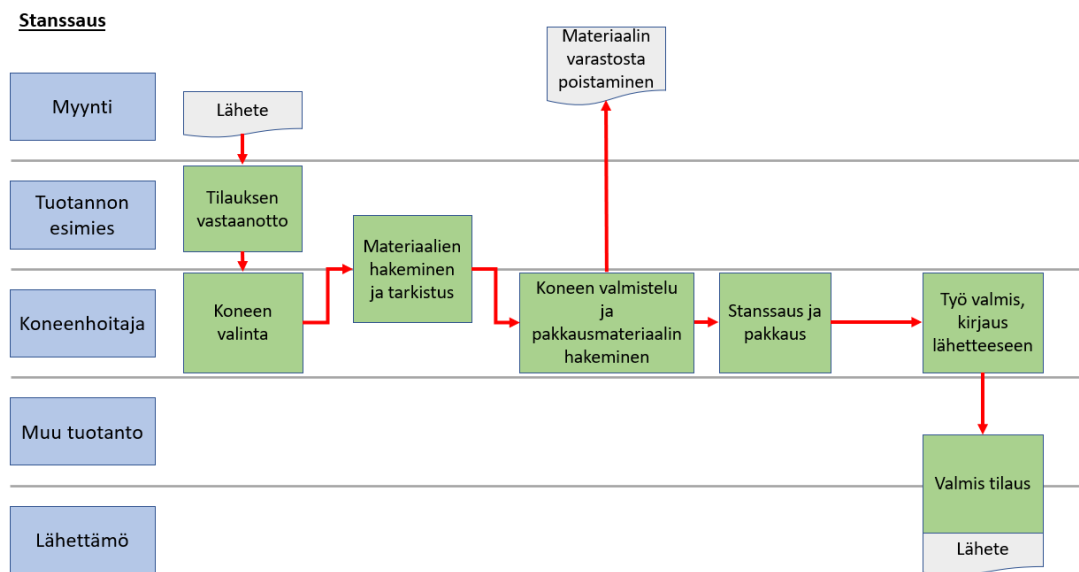 Stanssaus
Materiaalin
varastosta
poistaminen
Myynti
Lähete
Tuotannon
esimies
Tilauksen
vastaanotto
Materiaalien
hakeminen
ja tarkistus
Koneenhoitaja
Koneen
valinta
Koneen valmistelu
ja
pakkausmateriaalin
hakeminen
Stanssaus ja
pakkaus
Työ valmis,
kirjaus
lähetteeseen
Muu tuotanto
Valmis tilaus
Lähettämö
Lähete